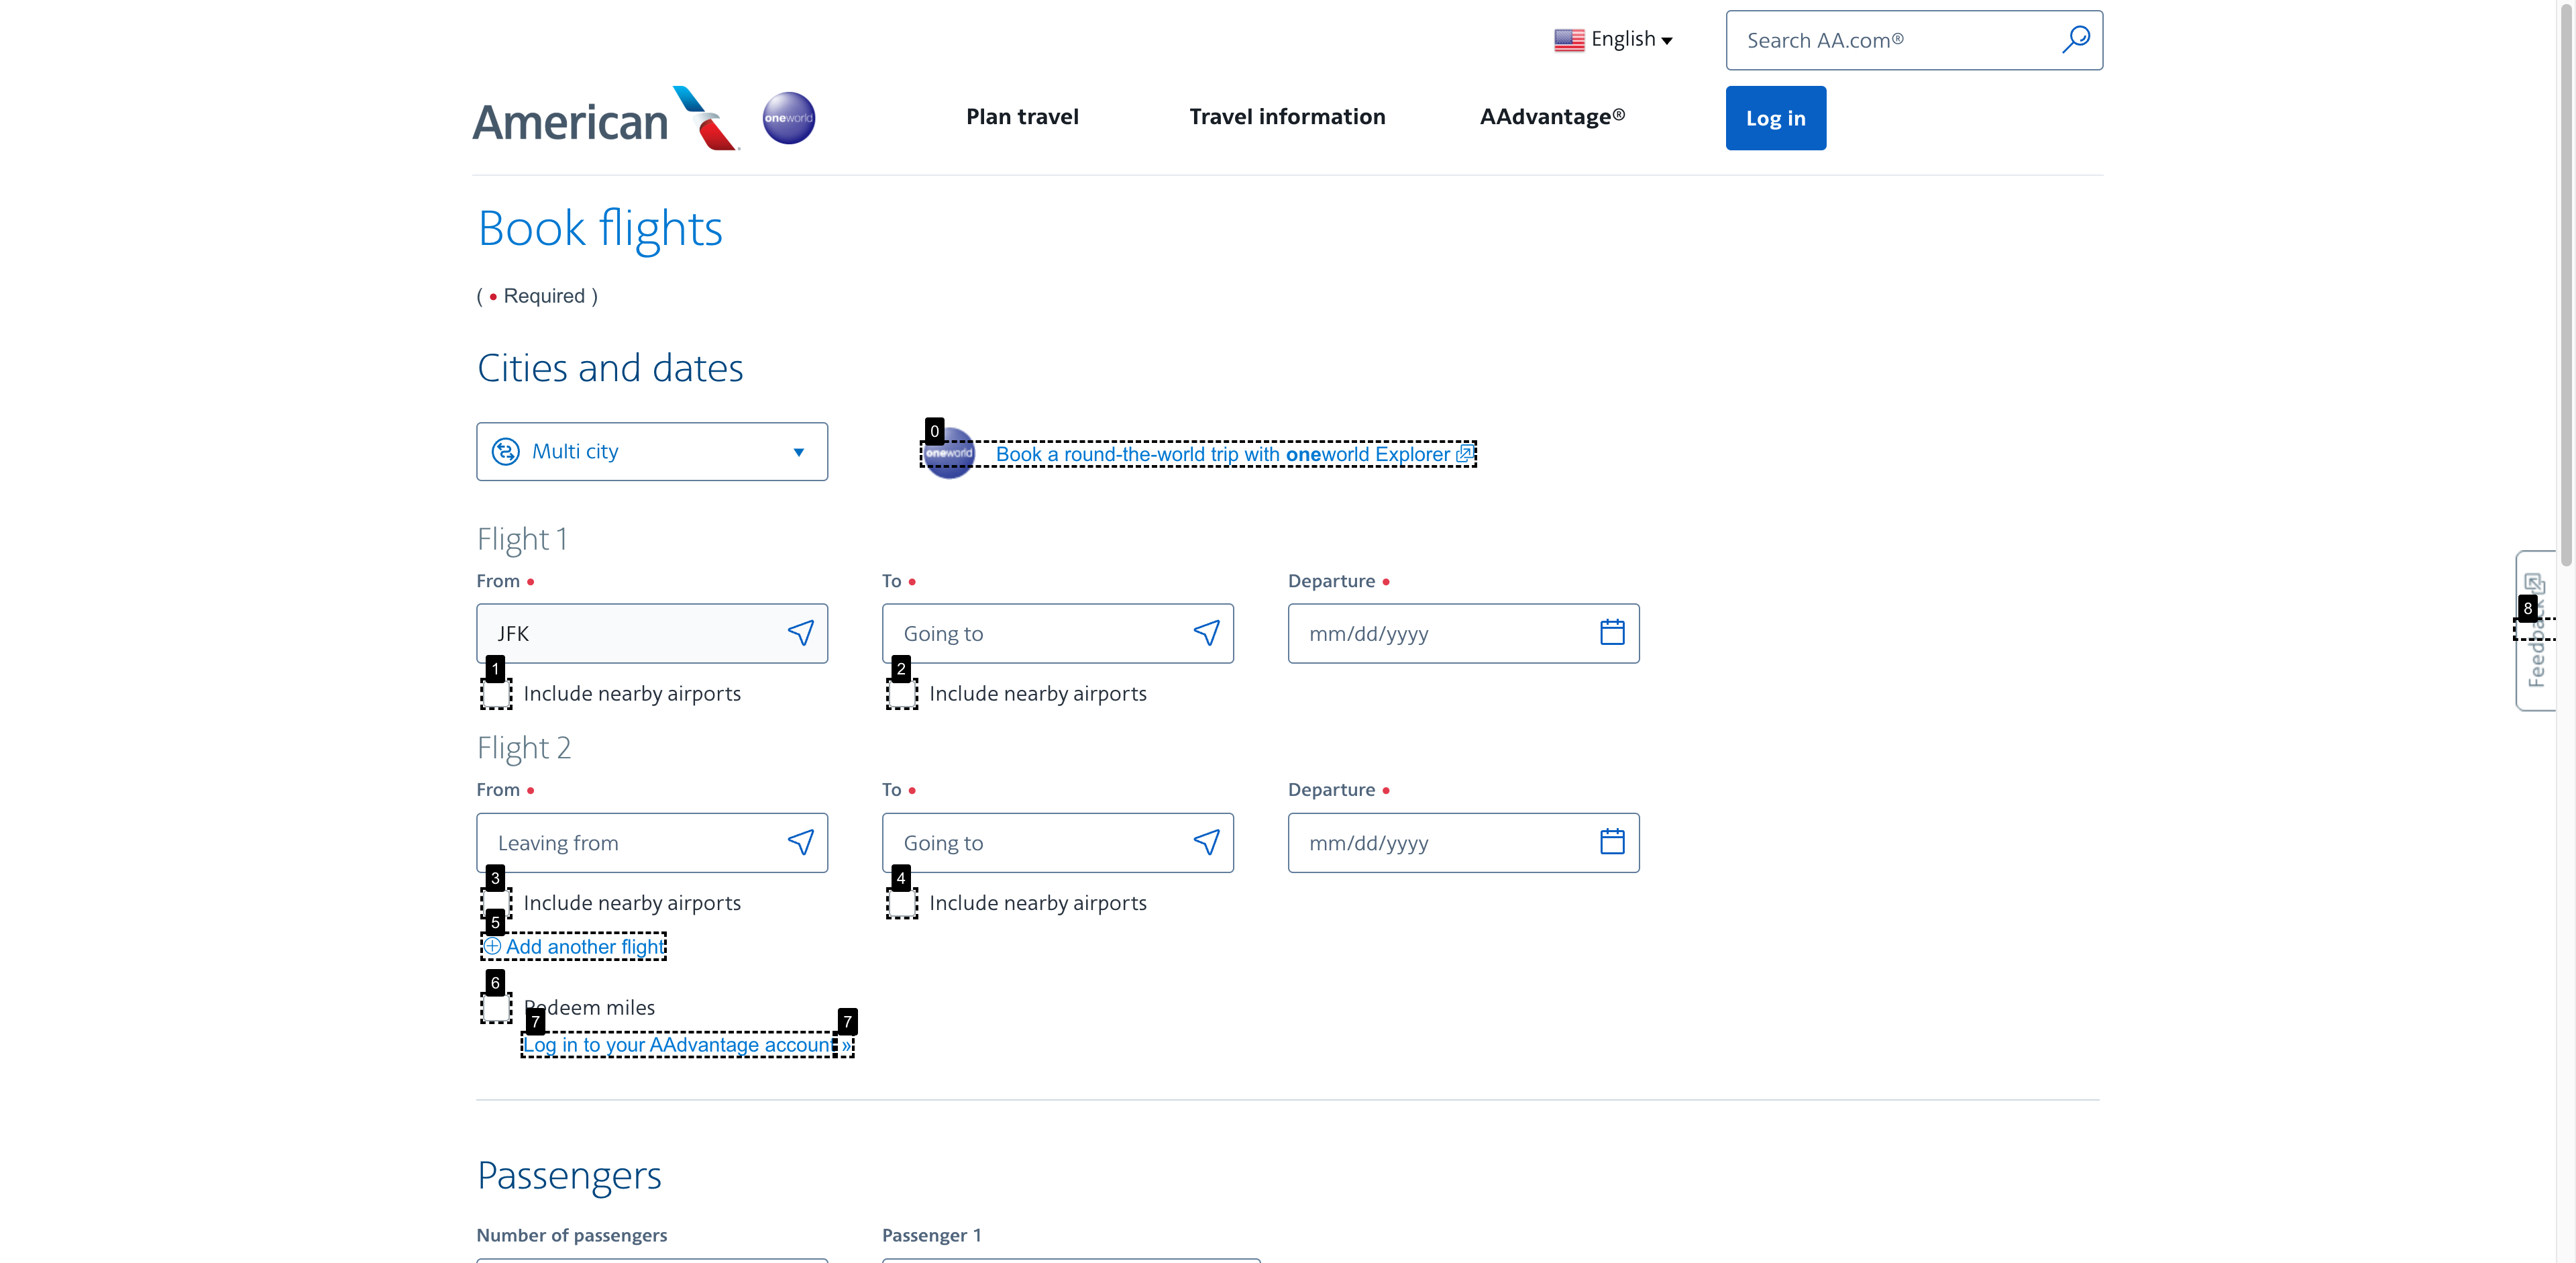 English
Search AA.com®
American
oneworld
Plan travel
Travel information
AAdvantage®
Log in
Book flights
( • Required )
Cities and dates
Multi city
0
oneworld
Book a round-the-world trip with oneworld Explorer
Flight 1
From •
To •
Departure •
JFK
Going to
mm/dd/yyyy
1
Include nearby airports
2
Include nearby airports
8
Feedback
Flight 2
From •
To •
Departure •
Leaving from
Going to
mm/dd/yyyy
3
Include nearby airports
4
Include nearby airports
5
Add another flight
6
Redeem miles
7
7
Log in to your AAdvantage account »
Passengers
Number of passengers
Passenger 1